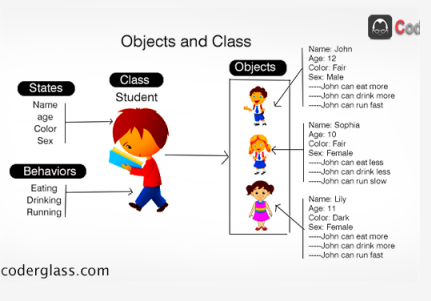 Cod
Objects and Class
States
Name
age
Color
Sex
Behaviors
Eating
Drinking
Running
Class
Student
Objects
Name: John
Age: 12
Color: Fair
Sex: Male
-----John can eat more
-----John can drink more
-----John can run fast
Name: Sophia
Age: 10
Color: Fair
Sex: Female
-----John can eat less
-----John can drink less
-----John can run slow
Name: Lily
Age: 11
Color: Dark
Sex: Female
-----John can eat more
-----John can drink more
-----John can run fast
coderglass.com